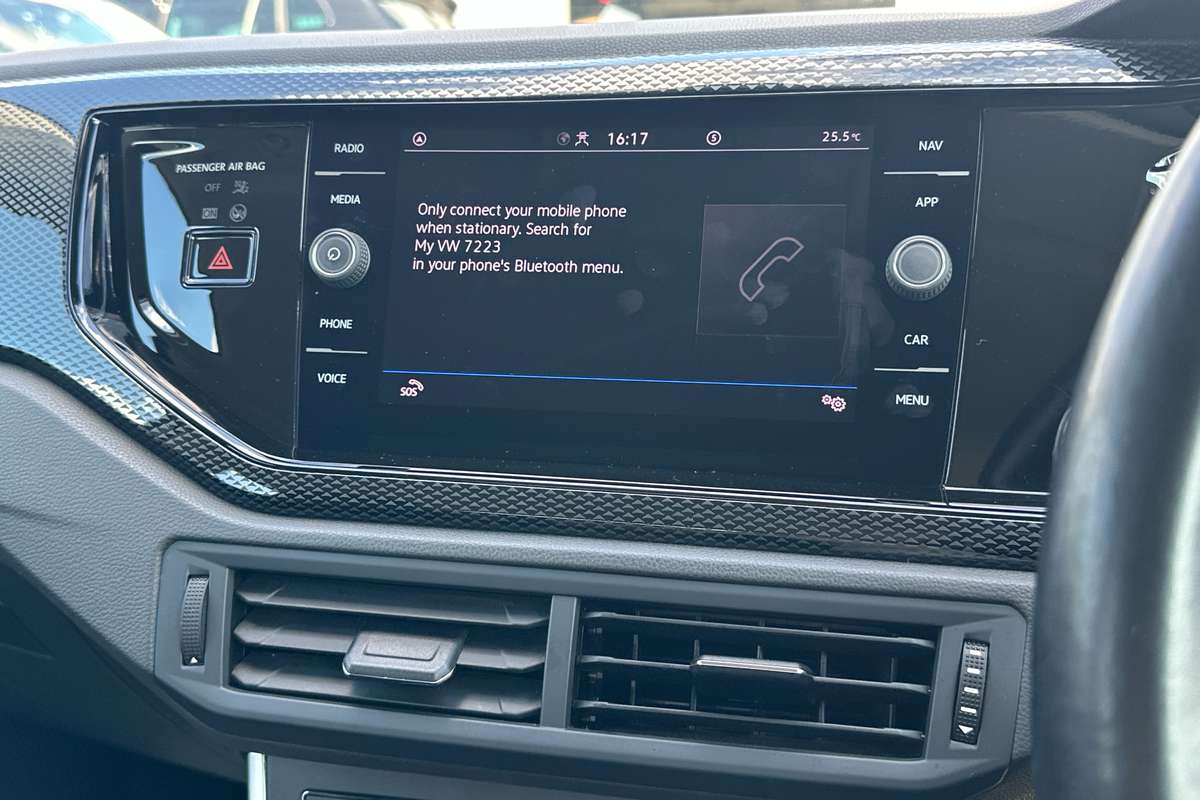 PASSENGER AIR BAG
OFF
ON
RADIO
MEDIA
PHONE
VOICE
16:17
S
25.5°C
Only connect your mobile phone
when stationary. Search for
My VW 7223
in your phone's Bluetooth menu.
SOS
NAV
APP
CAR
MENU